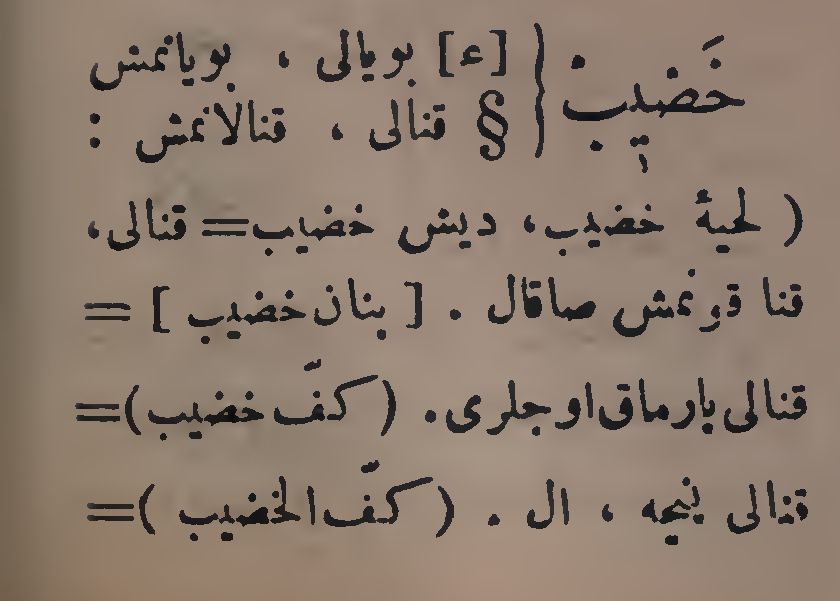 خَضِيب { [ء] بويالى ، بويانمش
§ قنالى ، قنالانمش :
( لحيهٔ خضيب ، ديش خضيب = قنالى ،
قنا قونمش صاقال . [ بنان خضيب ] =
قنالى بارماق اوجلرى . ( كفّ خضيب ) =
قنالى پنجه ، ال . ( كفّ الخضيب ) =